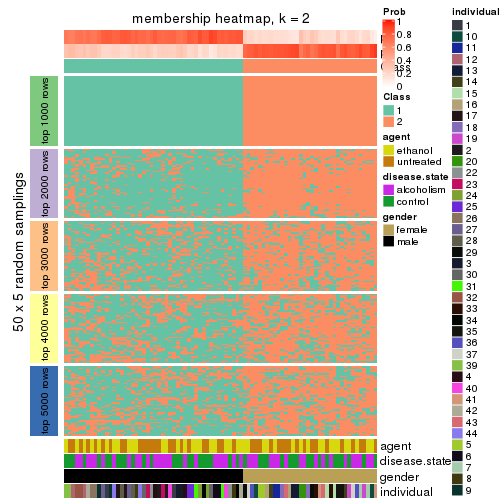 membership heatmap, k = 2
50 x 5 random samplings
top 1000 rows
top 2000 rows
top 3000 rows
top 4000 rows
top 5000 rows
agent
disease.state
gender
individual
Prob
1
0.8
0.6
0.4
0.2
0
Class
1
2
agent
ethanol
untreated
disease.state
alcoholism
control
gender
female
male
individual
1
10
11
12
13
14
15
16
17
18
19
2
20
22
23
24
25
26
27
28
29
3
30
31
32
33
34
35
36
37
39
4
40
41
42
43
44
5
6
7
8
9